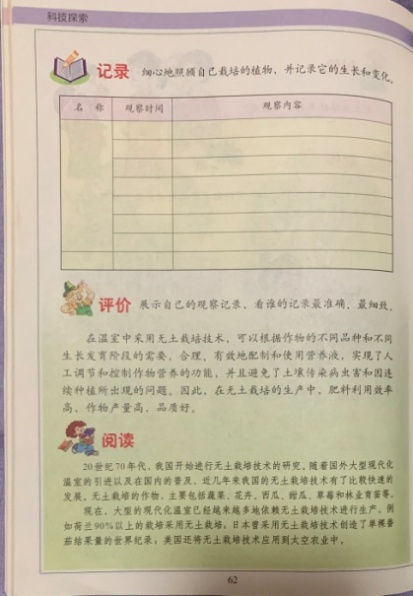 科技探索
记录 细心地照顾自己栽培的植物，并记录它的生长和变化。
名 称 观察时间 观察内容
评价 展示自己的观察记录，看谁的记录最准确、最细致。
在温室中采用无土栽培技术，可以根据作物的不同品种和不同
生长发育阶段的需要，合理、有效地配制和使用营养液，实现了人
工调节和控制作物营养的功能，并且避免了土壤传染病虫害和因连
续种植所出现的问题。因此，在无土栽培的生产中，肥料利用效率
高，作物产量高、品质好。
阅读
20世纪70年代，我国开始进行无土栽培技术的研究。随着国外大型现代化
温室的引进以及在国内的普及，近几年来我国的无土栽培技术有了比较快速的
发展。无土栽培的作物，主要包括蔬菜、花卉、西瓜、甜瓜、草莓和林业育苗等。
现在，大型的现代化温室已经越来越多地依赖无土栽培技术进行生产。例
如荷兰90%以上的栽培采用无土栽培；日本曾采用无土栽培技术创造了单棵番
茄结果量的世界纪录；美国还将无土栽培技术应用到太空农业中。
62